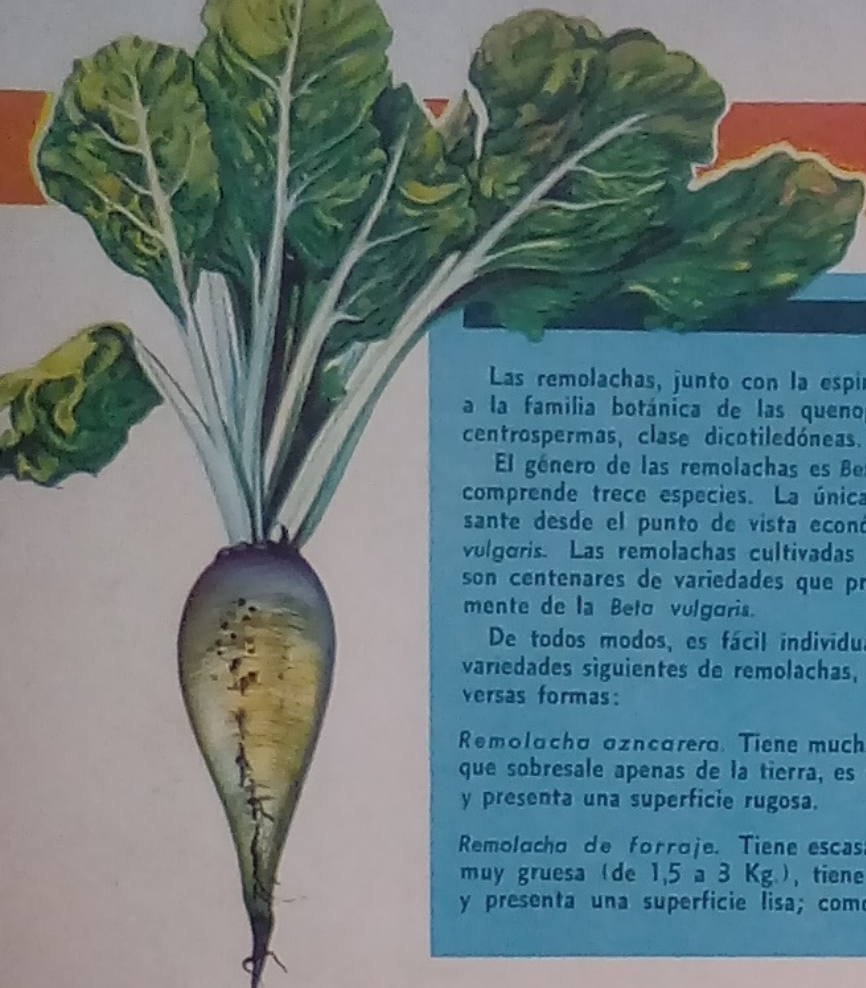 Las remolachas, junto con la espin
a la familia botánica de las queno
centrospermas, clase dicotiledóneas.
El género de las remolachas es Be
comprende trece especies. La única
sante desde el punto de vista econó
vulgaris. Las remolachas cultivadas
son centenares de variedades que pr
mente de la Beta vulgaris.
De todos modos, es fácil individu
variedades siguientes de remolachas,
versas formas:
Remolacha azncarera. Tiene much
que sobresale apenas de la tierra, es
y presenta una superficie rugosa.
Remolacha de forraje. Tiene escas
muy gruesa (de 1,5 a 3 Kg.), tiene
y presenta una superficie lisa; com